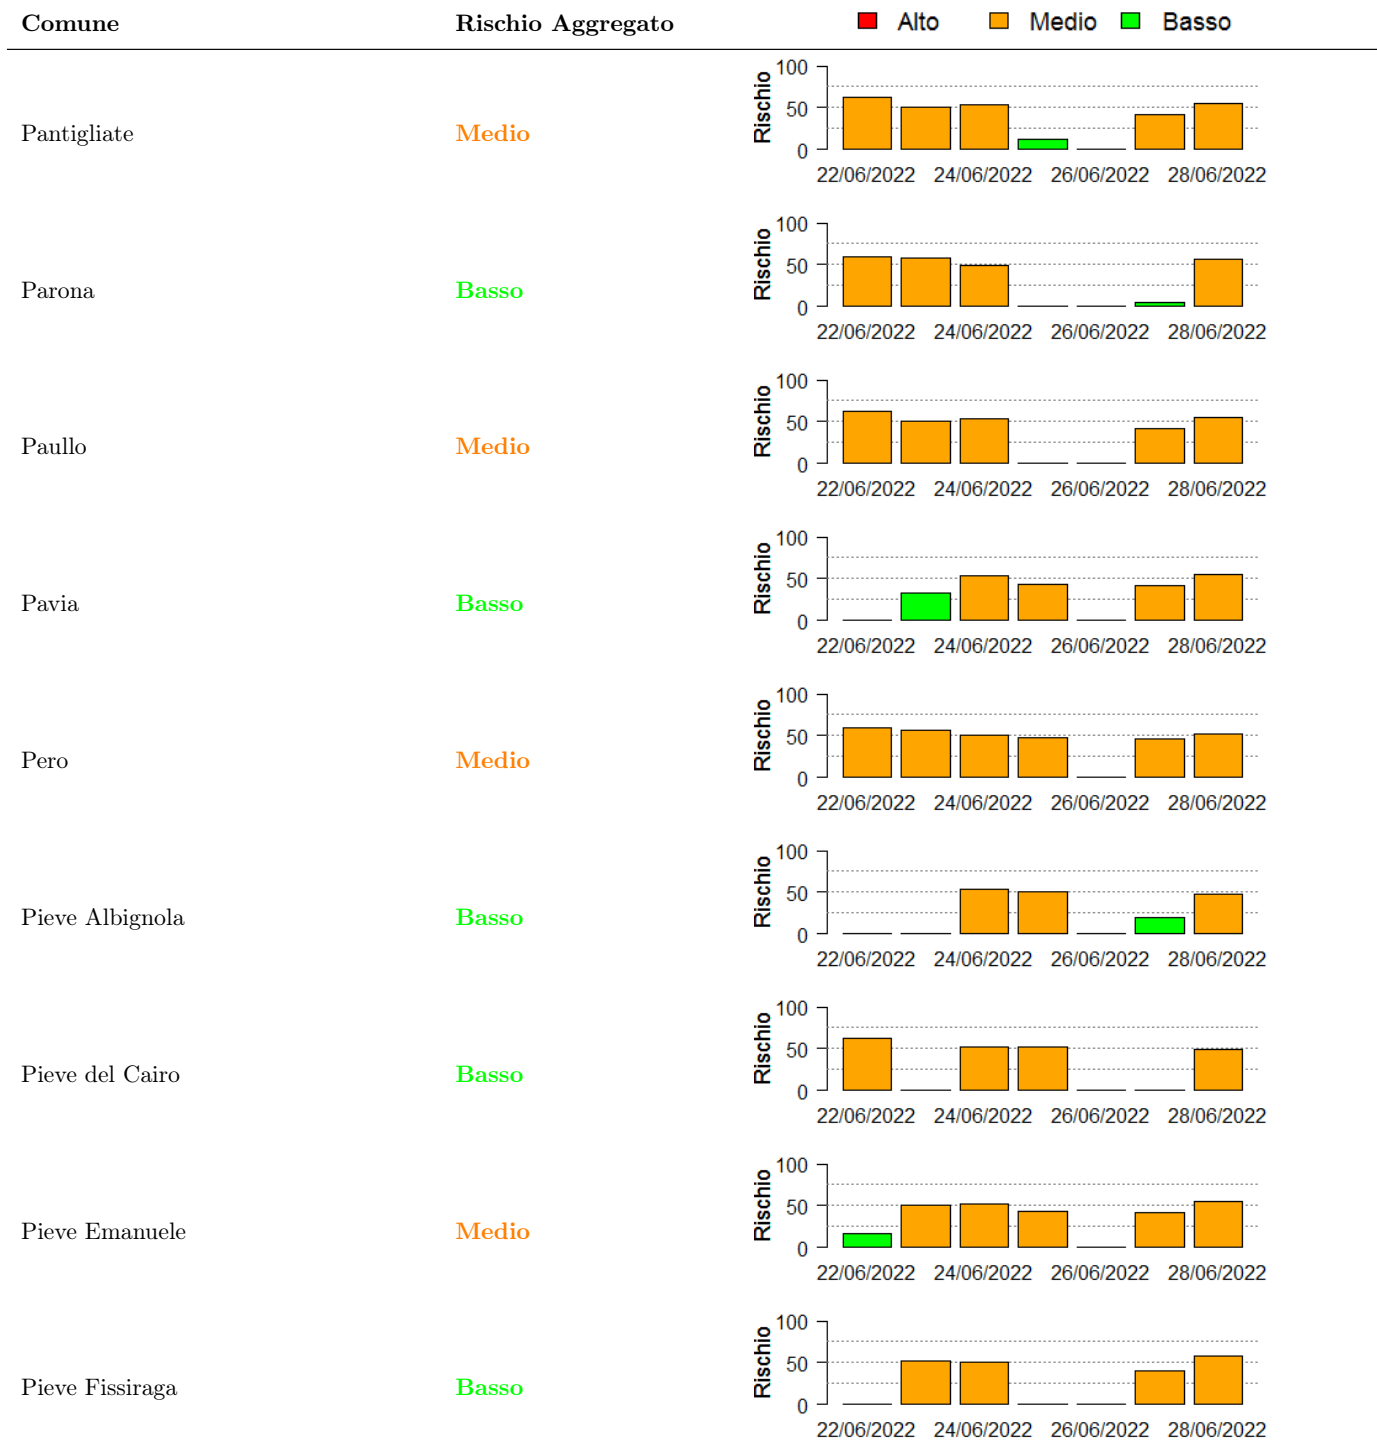 Comune Rischio Aggregato Alto Medio Basso
100
50
0
Rischio
Pantigliate Medio
22/06/2022 24/06/2022 26/06/2022 28/06/2022
100
50
0
Rischio
Parona Basso
22/06/2022 24/06/2022 26/06/2022 28/06/2022
100
50
0
Rischio
Paullo Medio
22/06/2022 24/06/2022 26/06/2022 28/06/2022
100
50
0
Rischio
Pavia Basso
22/06/2022 24/06/2022 26/06/2022 28/06/2022
100
50
0
Rischio
Pero Medio
22/06/2022 24/06/2022 26/06/2022 28/06/2022
100
50
0
Rischio
Pieve Albignola Basso
22/06/2022 24/06/2022 26/06/2022 28/06/2022
100
50
0
Rischio
Pieve del Cairo Basso
22/06/2022 24/06/2022 26/06/2022 28/06/2022
100
50
0
Rischio
Pieve Emanuele Medio
22/06/2022 24/06/2022 26/06/2022 28/06/2022
100
50
0
Rischio
Pieve Fissiraga Basso
22/06/2022 24/06/2022 26/06/2022 28/06/2022